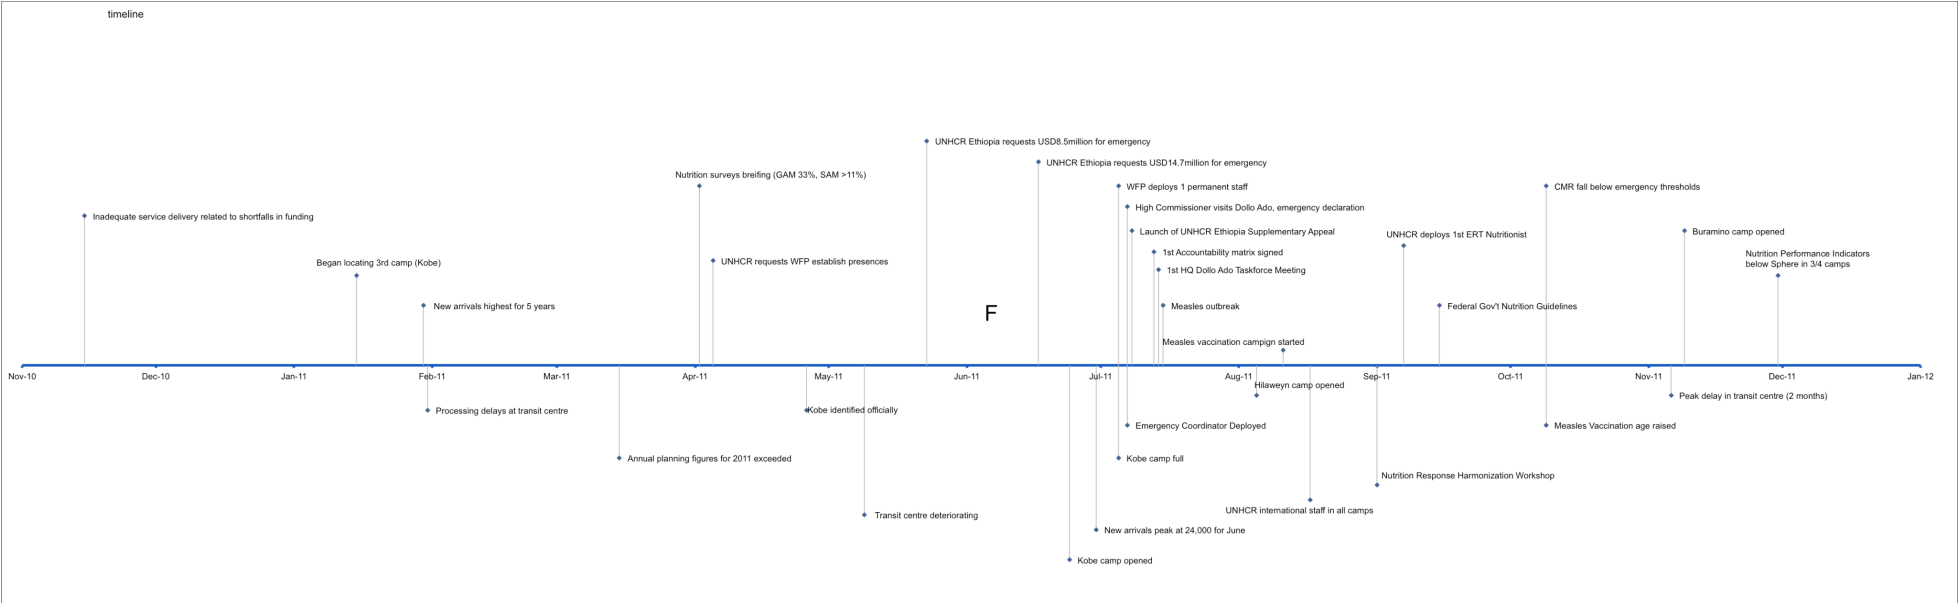 timeline
UNHCR Ethiopia requests USD8.5million for emergency
UNHCR Ethiopia requests USD14.7million for emergency
Nutrition surveys breifing (GAM 33%, SAM >11%)
WFP deploys 1 permanent staff
CMR fall below emergency thresholds
High Commissioner visits Dollo Ado, emergency declaration
Inadequate service delivery related to shortfalls in funding
Launch of UNHCR Ethiopia Supplementary Appeal
UNHCR deploys 1st ERT Nutritionist
Buramino camp opened
1st Accountability matrix signed
Nutrition Performance Indicators
below Sphere in 3/4 camps
Began locating 3rd camp (Kobe)
UNHCR requests WFP establish presences
1st HQ Dollo Ado Taskforce Meeting
New arrivals highest for 5 years
F
Measles outbreak
Federal Gov't Nutrition Guidelines
Measles vaccination campign started
Nov-10 Dec-10 Jan-11 Feb-11 Mar-11 Apr-11 May-11 Jun-11 Jul-11 Aug-11 Sep-11 Oct-11 Nov-11 Dec-11 Jan-12
Hilaweyn camp opened
Peak delay in transit centre (2 months)
Processing delays at transit centre
Kobe identified officially
Emergency Coordinator Deployed
Measles Vaccination age raised
Annual planning figures for 2011 exceeded
Kobe camp full
Nutrition Response Harmonization Workshop
UNHCR international staff in all camps
Transit centre deteriorating
New arrivals peak at 24,000 for June
Kobe camp opened